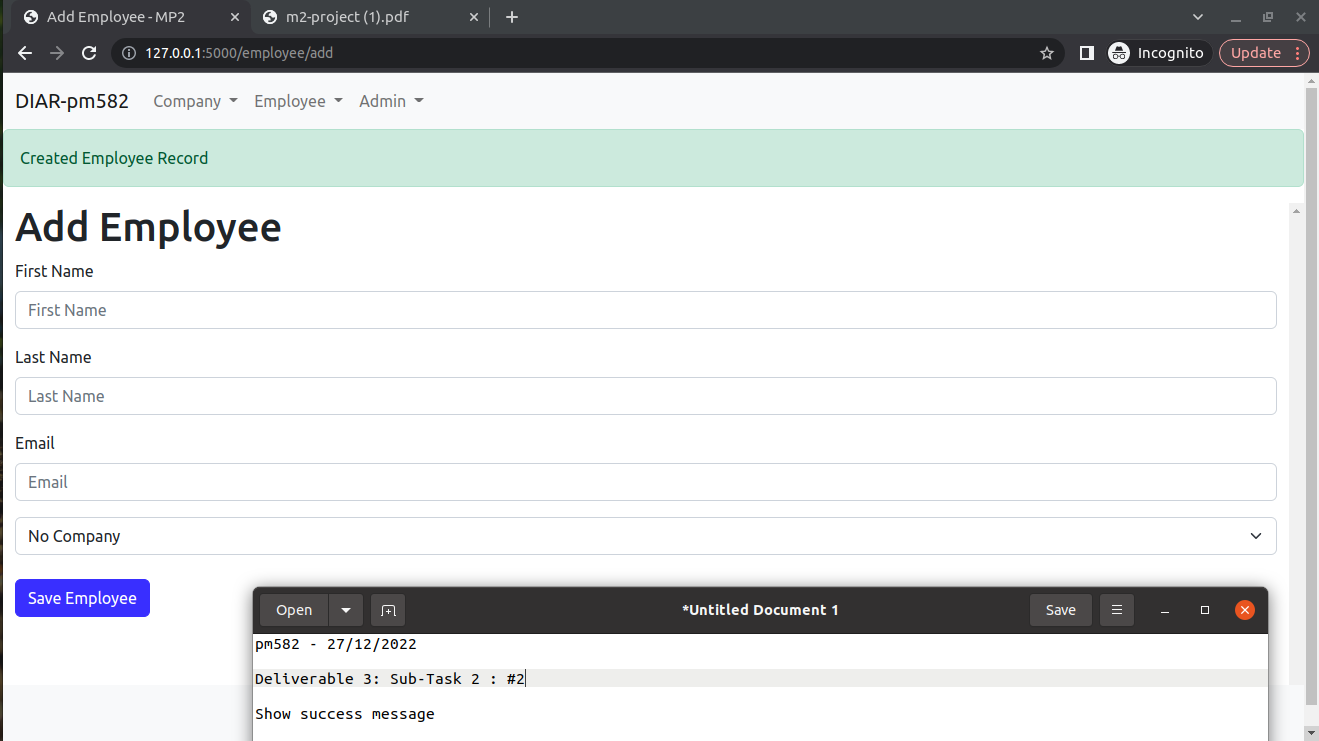 Add Employee - MP2
m2-project (1).pdf
127.0.0.1:5000/employee/add
Incognito
Update
DIAR-pm582 Company Employee Admin
Created Employee Record
Add Employee
First Name
First Name
Last Name
Last Name
Email
Email
No Company
Save Employee
Open *Untitled Document 1 Save
pm582 - 27/12/2022
Deliverable 3: Sub-Task 2 : #2
Show success message